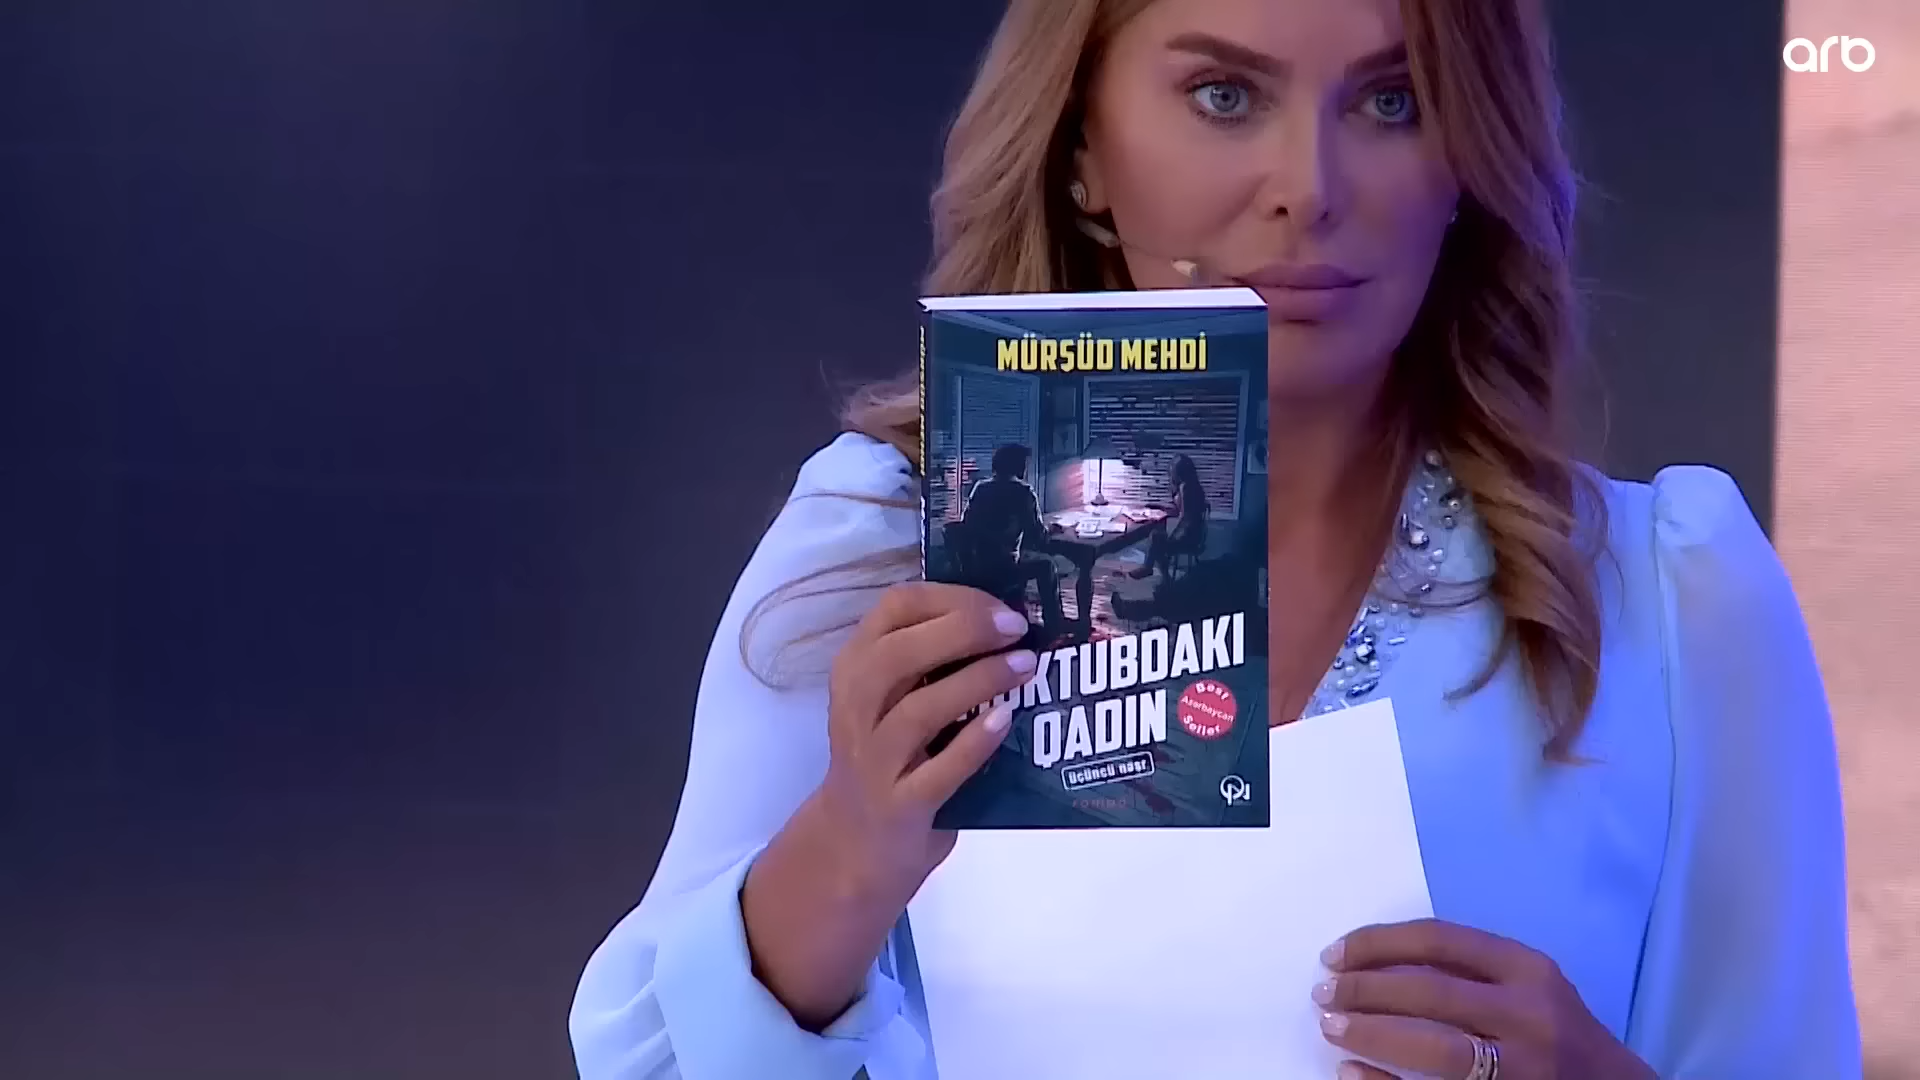 arb
MÜRŞÜD MEHDİ
QADIN
Best
Azərbaycan
Seller
üçüncü nəşr